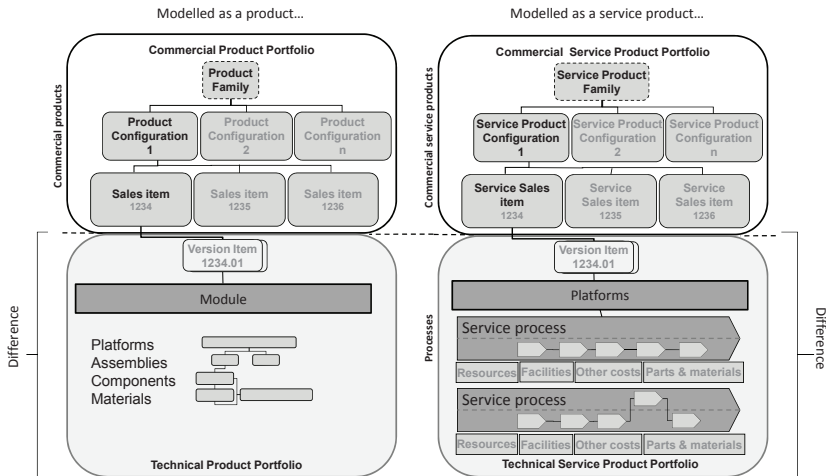 Modelled as a product…
Modelled as a service product…
Commercial Product Portfolio
Product
Family
Product
Configuration
1
Product
Configuration
2
Product
Configuration
n
Sales item
1234
Sales item
1235
Sales item
1236
Commercial products
Version Item
1234.01
Module
Platforms
Assemblies
Components
Materials
Technical Product Portfolio
Difference
Commercial Service Product Portfolio
Service Product
Family
Service Product
Configuration
1
Service Product
Configuration
2
Service Product
Configuration
n
Service Sales
item
1234
Service
Sales item
1235
Service
Sales item
1236
Commercial service products
Version Item
1234.01
Platforms
Service process
Resources
Facilities
Other costs
Parts & materials
Service process
Resources
Facilities
Other costs
Parts & materials
Technical Service Product Portfolio
Processes
Difference